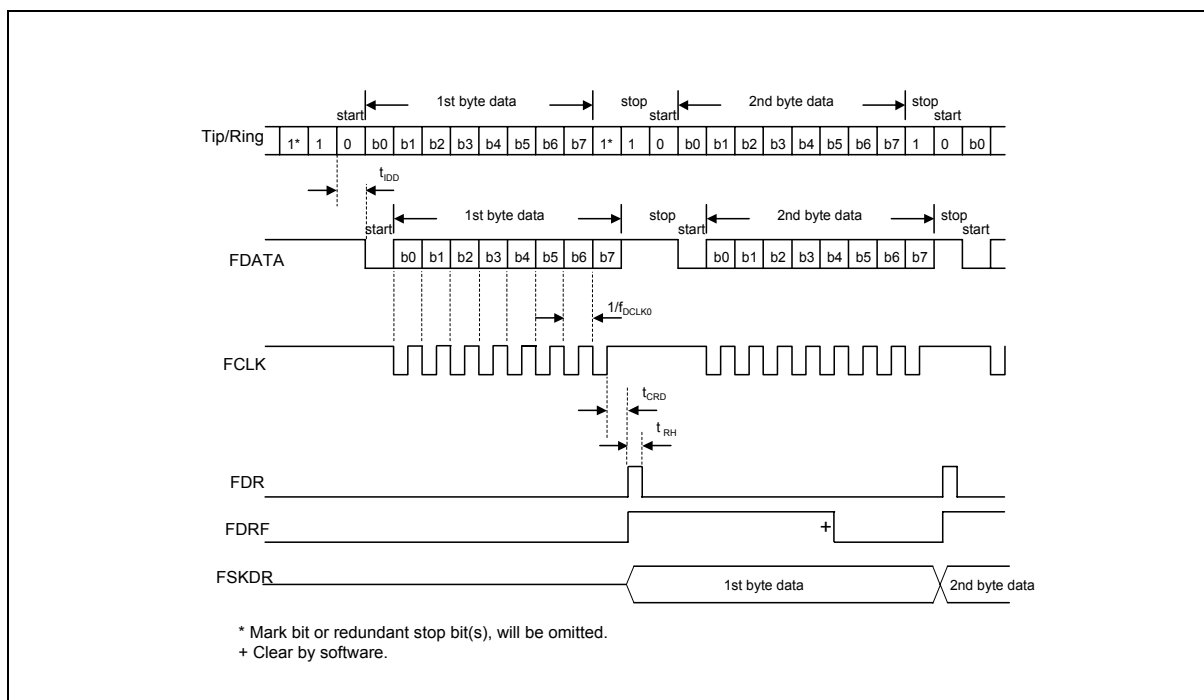 1st byte data stop 2nd byte data stop
start start start
Tip/Ring 1* 1 0 b0 b1 b2 b3 b4 b5 b6 b7 1* 1 0 b0 b1 b2 b3 b4 b5 b6 b7 1 0 b0
tIDD
1st byte data stop 2nd byte data stop
start start start
FDATA b0 b1 b2 b3 b4 b5 b6 b7 b0 b1 b2 b3 b4 b5 b6 b7
1/fDCLK0
FCLK
tCRD
t RH
FDR
FDRF +
FSKDR 1st byte data 2nd byte data
* Mark bit or redundant stop bit(s), will be omitted.
+ Clear by software.